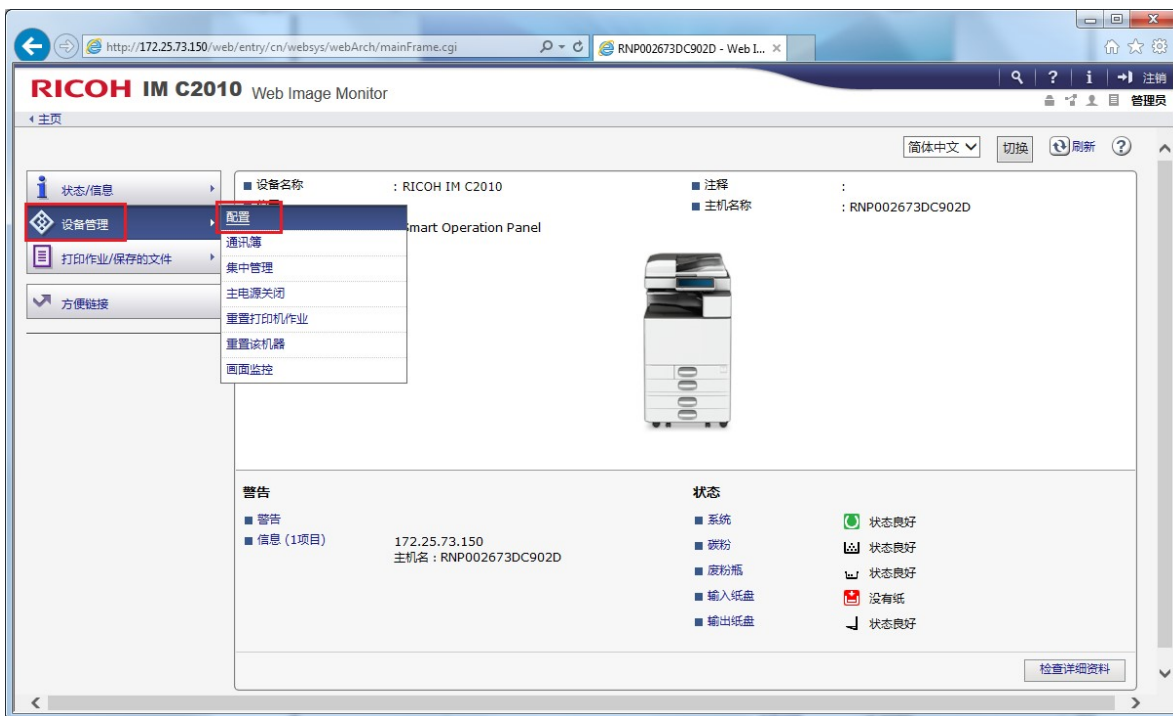 http://172.25.73.150/web/entry/cn/websys/webArch/mainFrame.cgi
RNP002673DC902D - Web I...
RICOH IM C2010 Web Image Monitor
? i 注销
管理员
主页
简体中文 切换 刷新 ?
状态/信息
设备管理
打印作业/保存的文件
方便链接
配置
通讯簿
集中管理
主电源关闭
重置打印机作业
重置该机器
画面监控
设备名称 : RICOH IM C2010
Smart Operation Panel
注释 :
主机名称 : RNP002673DC902D
警告
警告
信息 (1项目) 172.25.73.150
主机名 : RNP002673DC902D
状态
系统 状态良好
碳粉 状态良好
废粉瓶 状态良好
输入纸盘 没有纸
输出纸盘 状态良好
检查详细资料